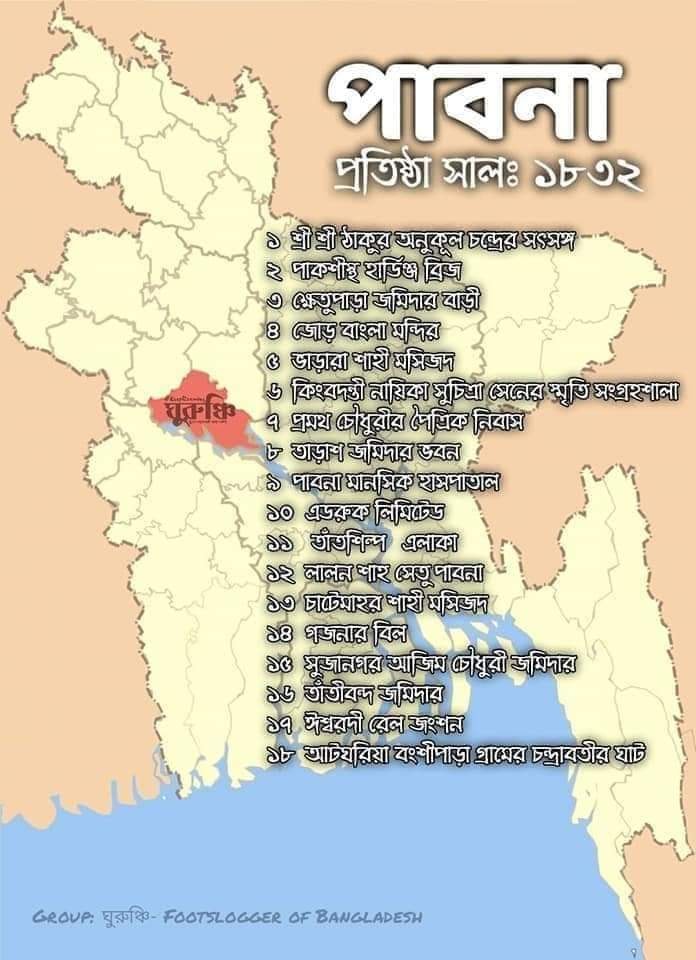 পাবনা
প্রতিষ্ঠা সালঃ ১৮৩২
১ শ্রী শ্রী ঠাকুর অনুকূল চন্দ্রের সৎসঙ্গ
২ পাকশীস্থ হার্ডিঞ্জ ব্রিজ
৩ ক্ষেতুপাড়া জমিদার বাড়ী
৪ জোড় বাংলা মন্দির
৫ ভাড়ারা শাহী মসিজদ
৬ কিংবদন্তী নায়িকা সুচিত্রা সেনের স্মৃতি সংগ্রহশালা
৭ প্রমথ চৌধুরীর পৈত্রিক নিবাস
৮ তাড়াশ জমিদার ভবন
ঘুরুঞ্চি
৯ পাবনা মানসিক হাসপাতাল
১০ এডরুক লিমিটেড
১১ তাঁতশিল্প এলাকা
১২ লালন শাহ সেতু পাবনা
১৩ চাটেমাহর শাহী মসিজদ
১৪ গজনার বিল
১৫ সুজানগর আজিম চৌধুরী জমিদার
১৬ তাঁতীবন্দ জমিদার
১৭ ঈশ্বরদী রেল জংশন
১৮ আটঘরিয়া বংশীপাড়া গ্রামের চন্দ্রাবতীর ঘাট
GROUP: ঘুরুঞ্চি- FOOTSLOGGER OF BANGLADESH